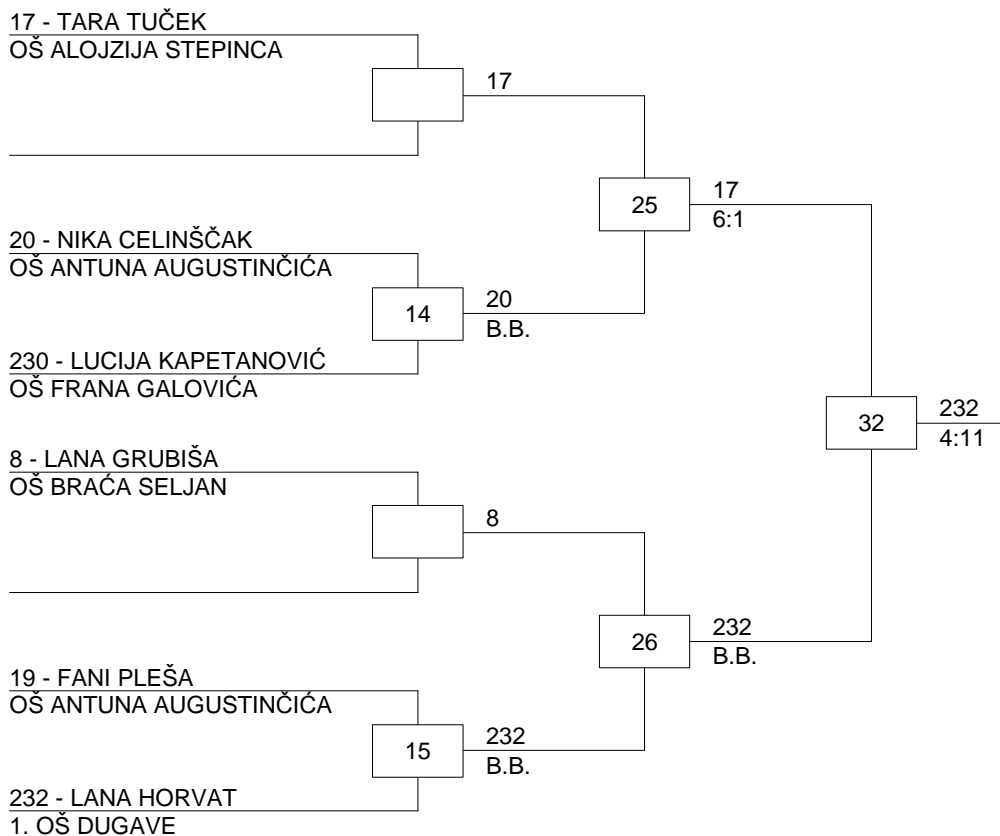 17 - TARA TUČEK
OŠ ALOJZIJA STEPINCA
17
25
17
6:1
20 - NIKA CELINŠČAK
OŠ ANTUNA AUGUSTINČIĆA
14
20
B.B.
230 - LUCIJA KAPETANOVIĆ
OŠ FRANA GALOVIĆA
32
232
4:11
8 - LANA GRUBIŠA
OŠ BRAĆA SELJAN
8
26
232
B.B.
19 - FANI PLEŠA
OŠ ANTUNA AUGUSTINČIĆA
15
232
B.B.
232 - LANA HORVAT
1. OŠ DUGAVE